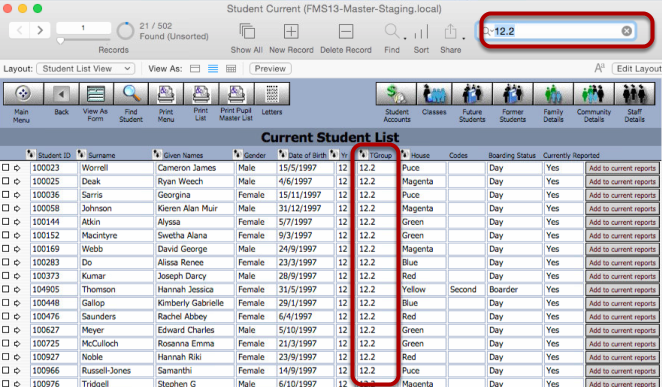 Student Current (FMS13-Master-Staging.local)
1 21 / 502 Found (Unsorted) 12.2
Records Show All New Record Delete Record Find Sort Share
Layout: Student List View View As: Preview Aa Edit Layout
Main Menu Back View As Form Find Student Print Menu Print List Print Pupil Master List Letters Student Accounts Classes Future Students Former Students Family Details Community Details Staff Details
Current Student List
Student ID Surname Given Names Gender Date of Birth Yr TGroup House Codes Boarding Status Currently Reported
100023 Worrell Cameron James Male 15/5/1997 12 12.2 Puce Day Yes Add to current reports
100025 Deak Ryan Weech Male 4/6/1997 12 12.2 Magenta Day Yes Add to current reports
100036 Sarris Georgina Female 15/11/1997 12 12.2 Puce Day Yes Add to current reports
100058 Johnson Kieren Alan Muir Male 31/12/1997 12 12.2 Magenta Day Yes Add to current reports
100144 Atkin Alyssa Female 5/7/1997 12 12.2 Green Day Yes Add to current reports
100152 Macintyre Swetha Alana Female 9/3/1997 12 12.2 Green Day Yes Add to current reports
100169 Webb David George Male 24/9/1997 12 12.2 Magenta Day Yes Add to current reports
100283 Do Alissa Renee Female 23/3/1997 12 12.2 Blue Day Yes Add to current reports
100373 Kumar Joseph Darcy Male 28/9/1997 12 12.2 Red Day Yes Add to current reports
104905 Thomson Hannah Jessica Female 31/5/1997 12 12.2 Yellow Second Boarder Yes Add to current reports
100448 Gallop Kimberly Gabrielle Female 29/1/1997 12 12.2 Blue Day Yes Add to current reports
100476 Saunders Rachel Abbey Female 6/4/1997 12 12.2 Red Day Yes Add to current reports
100627 Meyer Edward Charles Male 5/10/1997 12 12.2 Green Day Yes Add to current reports
100725 McCulloch Rosanna Emma Female 21/3/1997 12 12.2 Green Day Yes Add to current reports
100927 Noble Hannah Riki Female 23/9/1997 12 12.2 Red Day Yes Add to current reports
100966 Russell-Jones Samanthi Female 14/9/1997 12 12.2 Puce Day Yes Add to current reports
100976 Tridgell Stephen G Male 6/10/1997 12 12.2 Magenta Day Yes Add to current reports